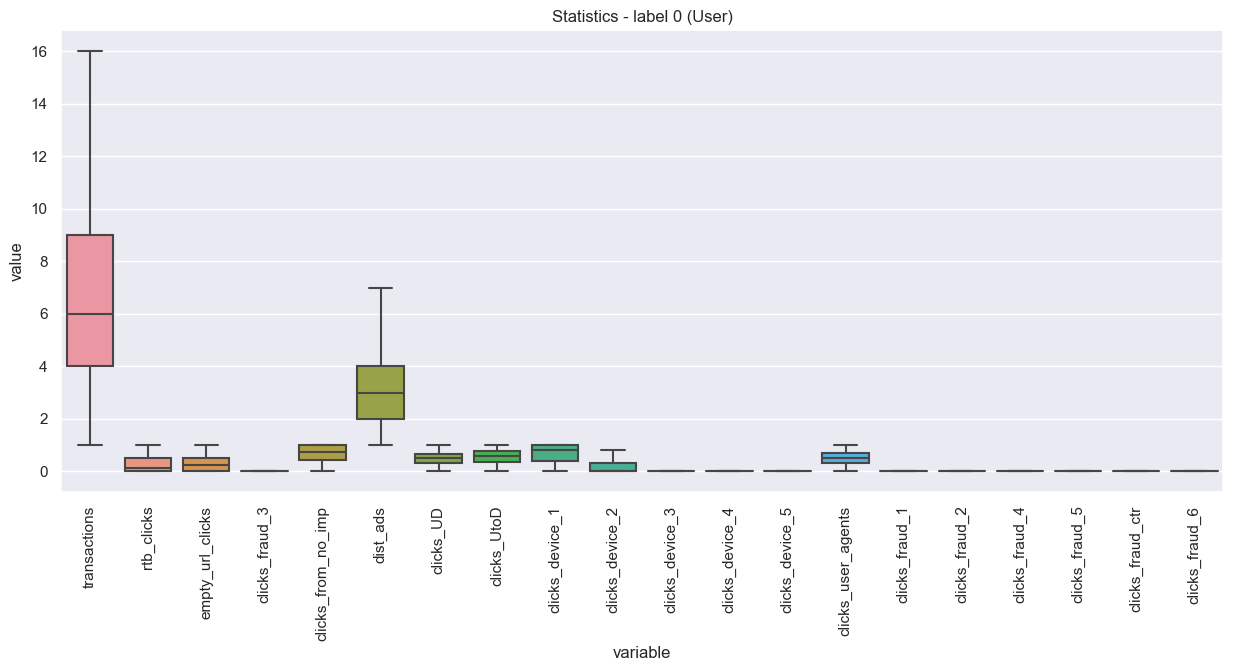 Statistics - label 0 (User)
value
16
14
12
10
8
6
4
2
0
transactions
rtb_clicks
empty_url_clicks
clicks_fraud_3
clicks_from_no_imp
dist_ads
clicks_UD
clicks_UtoD
clicks_device_1
clicks_device_2
clicks_device_3
clicks_device_4
clicks_device_5
clicks_user_agents
clicks_fraud_1
clicks_fraud_2
clicks_fraud_4
clicks_fraud_5
clicks_fraud_ctr
clicks_fraud_6
variable